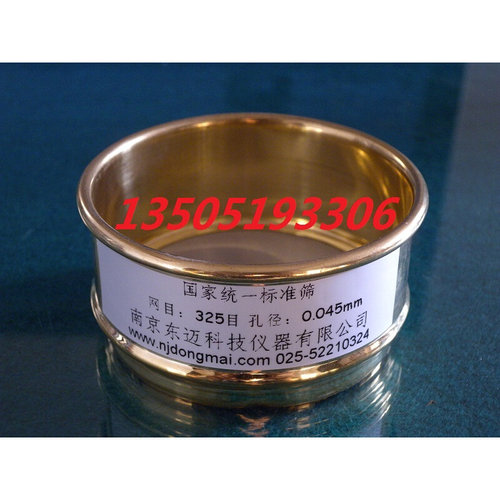 13505193306
国家统一标准筛
网目：325目 孔径：0.045mm
南京东迈科技仪器有限公司
www.njdongmai.com 025-52210324